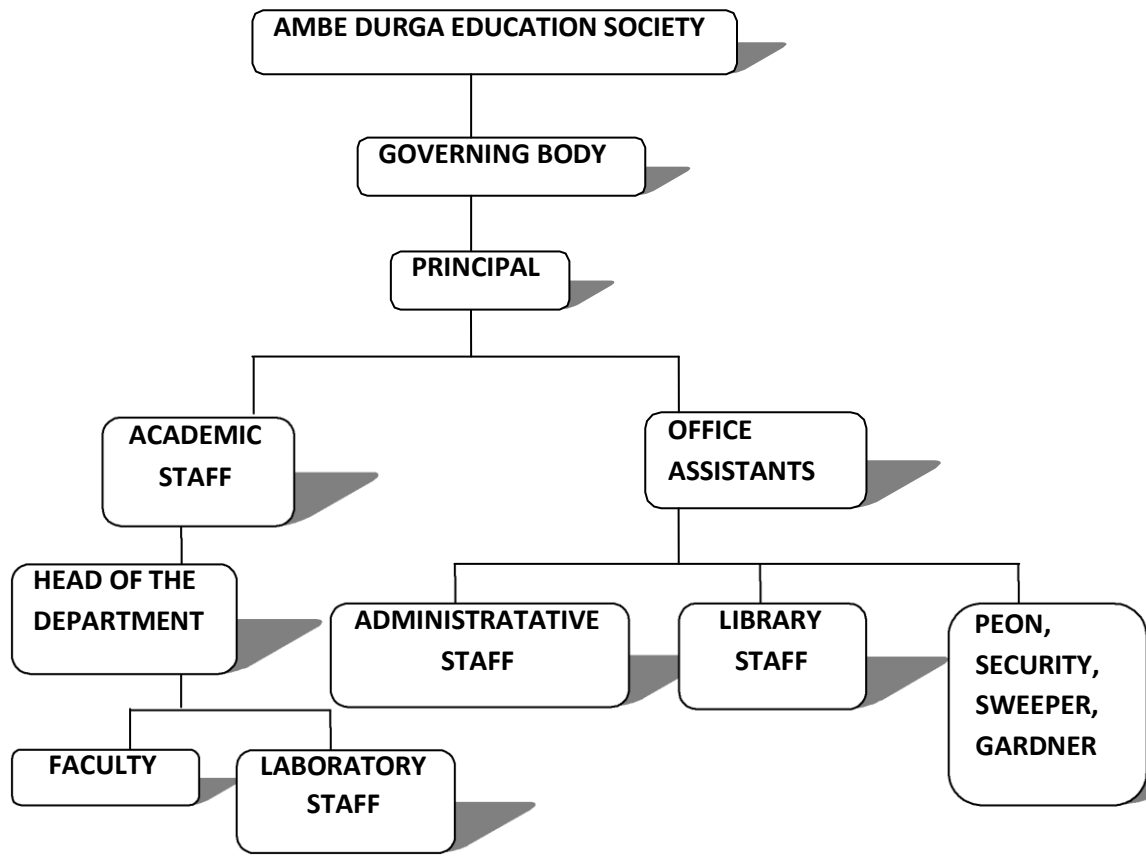 AMBE DURGA EDUCATION SOCIETY
GOVERNING BODY
PRINCIPAL
ACADEMIC
STAFF
OFFICE
ASSISTANTS
HEAD OF THE
DEPARTMENT
ADMINISTRATATIVE
STAFF
LIBRARY
STAFF
PEON,
SECURITY,
SWEEPER,
GARDNER
FACULTY
LABORATORY
STAFF